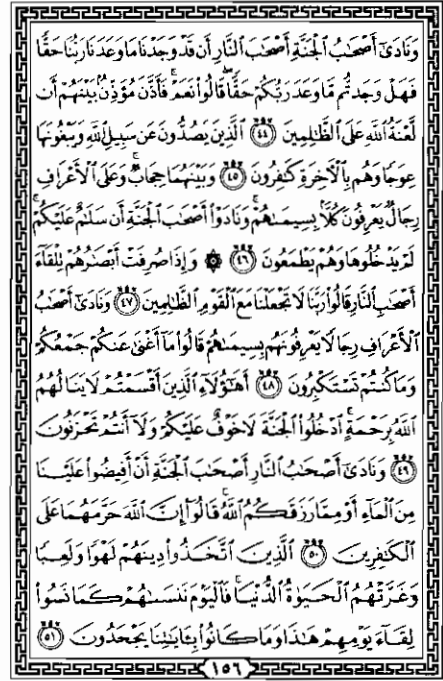 وَنَادَىٰٓ أَصْحَٰبُ ٱلْجَنَّةِ أَصْحَٰبَ ٱلنَّارِ أَن قَدْ وَجَدْنَا مَا وَعَدَنَا رَبُّنَا حَقًّا
فَهَلْ وَجَدتُّم مَّا وَعَدَ رَبُّكُمْ حَقًّا ۖ قَالُوا۟ نَعَمْ ۚ فَأَذَّنَ مُؤَذِّنٌۢ بَيْنَهُمْ أَن
لَّعْنَةُ ٱللَّهِ عَلَى ٱلظَّٰلِمِينَ ٤٤ ٱلَّذِينَ يَصُدُّونَ عَن سَبِيلِ ٱللَّهِ وَيَبْغُونَهَا
عِوَجًا وَهُم بِٱلْءَاخِرَةِ كَٰفِرُونَ ٤٥ وَبَيْنَهُمَا حِجَابٌ ۚ وَعَلَى ٱلْأَعْرَافِ
رِجَالٌ يَعْرِفُونَ كُلًّۢا بِسِيمَىٰهُمْ ۚ وَنَادَوْا۟ أَصْحَٰبَ ٱلْجَنَّةِ أَن سَلَٰمٌ عَلَيْكُمْ ۚ
لَمْ يَدْخُلُوهَا وَهُمْ يَطْمَعُونَ ٤٦ ۞ وَإِذَا صُرِفَتْ أَبْصَٰرُهُمْ تِلْقَآءَ
أَصْحَٰبِ ٱلنَّارِ قَالُوا۟ رَبَّنَا لَا تَجْعَلْنَا مَعَ ٱلْقَوْمِ ٱلظَّٰلِمِينَ ٤٧ وَنَادَىٰٓ أَصْحَٰبُ
ٱلْأَعْرَافِ رِجَالًا يَعْرِفُونَهُم بِسِيمَىٰهُمْ قَالُوا۟ مَآ أَغْنَىٰ عَنكُمْ جَمْعُكُمْ
وَمَا كُنتُمْ تَسْتَكْبِرُونَ ٤٨ أَهَٰٓؤُلَآءِ ٱلَّذِينَ أَقْسَمْتُمْ لَا يَنَالُهُمُ
ٱللَّهُ بِرَحْمَةٍ ۚ ٱدْخُلُوا۟ ٱلْجَنَّةَ لَا خَوْفٌ عَلَيْكُمْ وَلَآ أَنتُمْ تَحْزَنُونَ
٤٩ وَنَادَىٰٓ أَصْحَٰبُ ٱلنَّارِ أَصْحَٰبَ ٱلْجَنَّةِ أَنْ أَفِيضُوا۟ عَلَيْنَا
مِنَ ٱلْمَآءِ أَوْ مِمَّا رَزَقَكُمُ ٱللَّهُ ۚ قَالُوٓا۟ إِنَّ ٱللَّهَ حَرَّمَهُمَا عَلَى
ٱلْكَٰفِرِينَ ٥٠ ٱلَّذِينَ ٱتَّخَذُوا۟ دِينَهُمْ لَهْوًا وَلَعِبًا
وَغَرَّتْهُمُ ٱلْحَيَوٰةُ ٱلدُّنْيَا ۚ فَٱلْيَوْمَ نَنسَىٰهُمْ كَمَا نَسُوا۟
لِقَآءَ يَوْمِهِمْ هَٰذَا وَمَا كَانُوا۟ بِـَٔايَٰتِنَا يَجْحَدُونَ ٥١
١٥٦